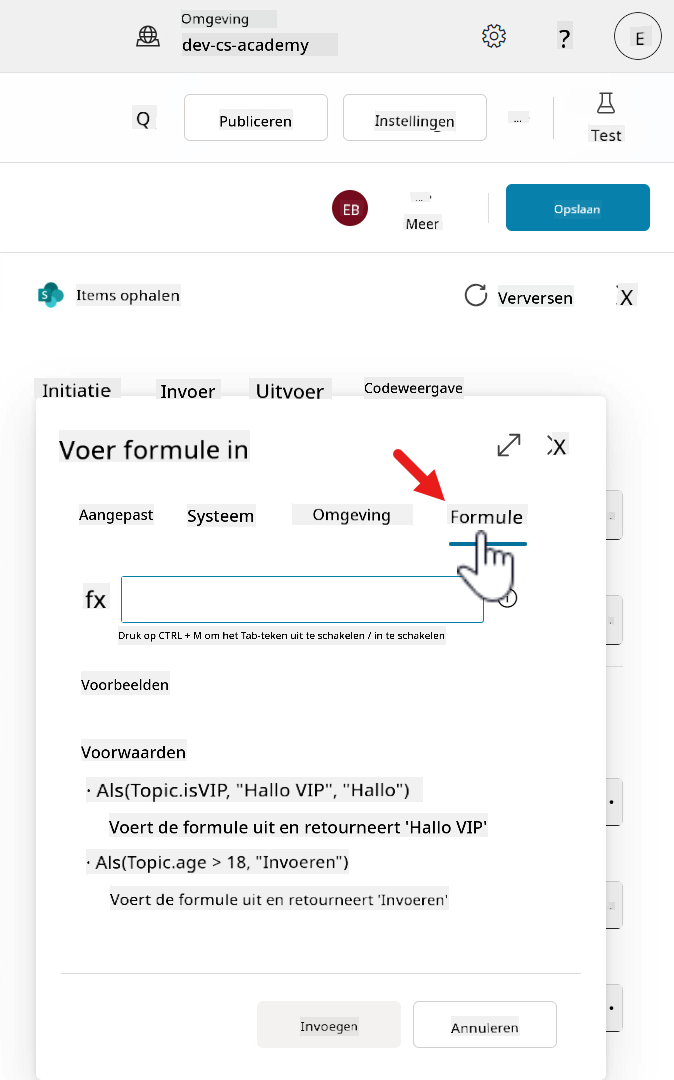 Omgeving
dev-cs-academy
?
E
Q
Publiceren
Instellingen
...
Test
EB
...
Meer
Opslaan
Items ophalen
Verversen
X
Initiatie
Invoer
Uitvoer
Codeweergave
Voer formule in
X
Aangepast
Systeem
Omgeving
Formule
fx
Druk op CTRL + M om het Tab-teken uit te schakelen / in te schakelen
Voorbeelden
Voorwaarden
· Als(Topic.isVIP, "Hallo VIP", "Hallo")
Voert de formule uit en retourneert 'Hallo VIP'
· Als(Topic.age > 18, "Invoeren")
Voert de formule uit en retourneert 'Invoeren'
Invoegen
Annuleren